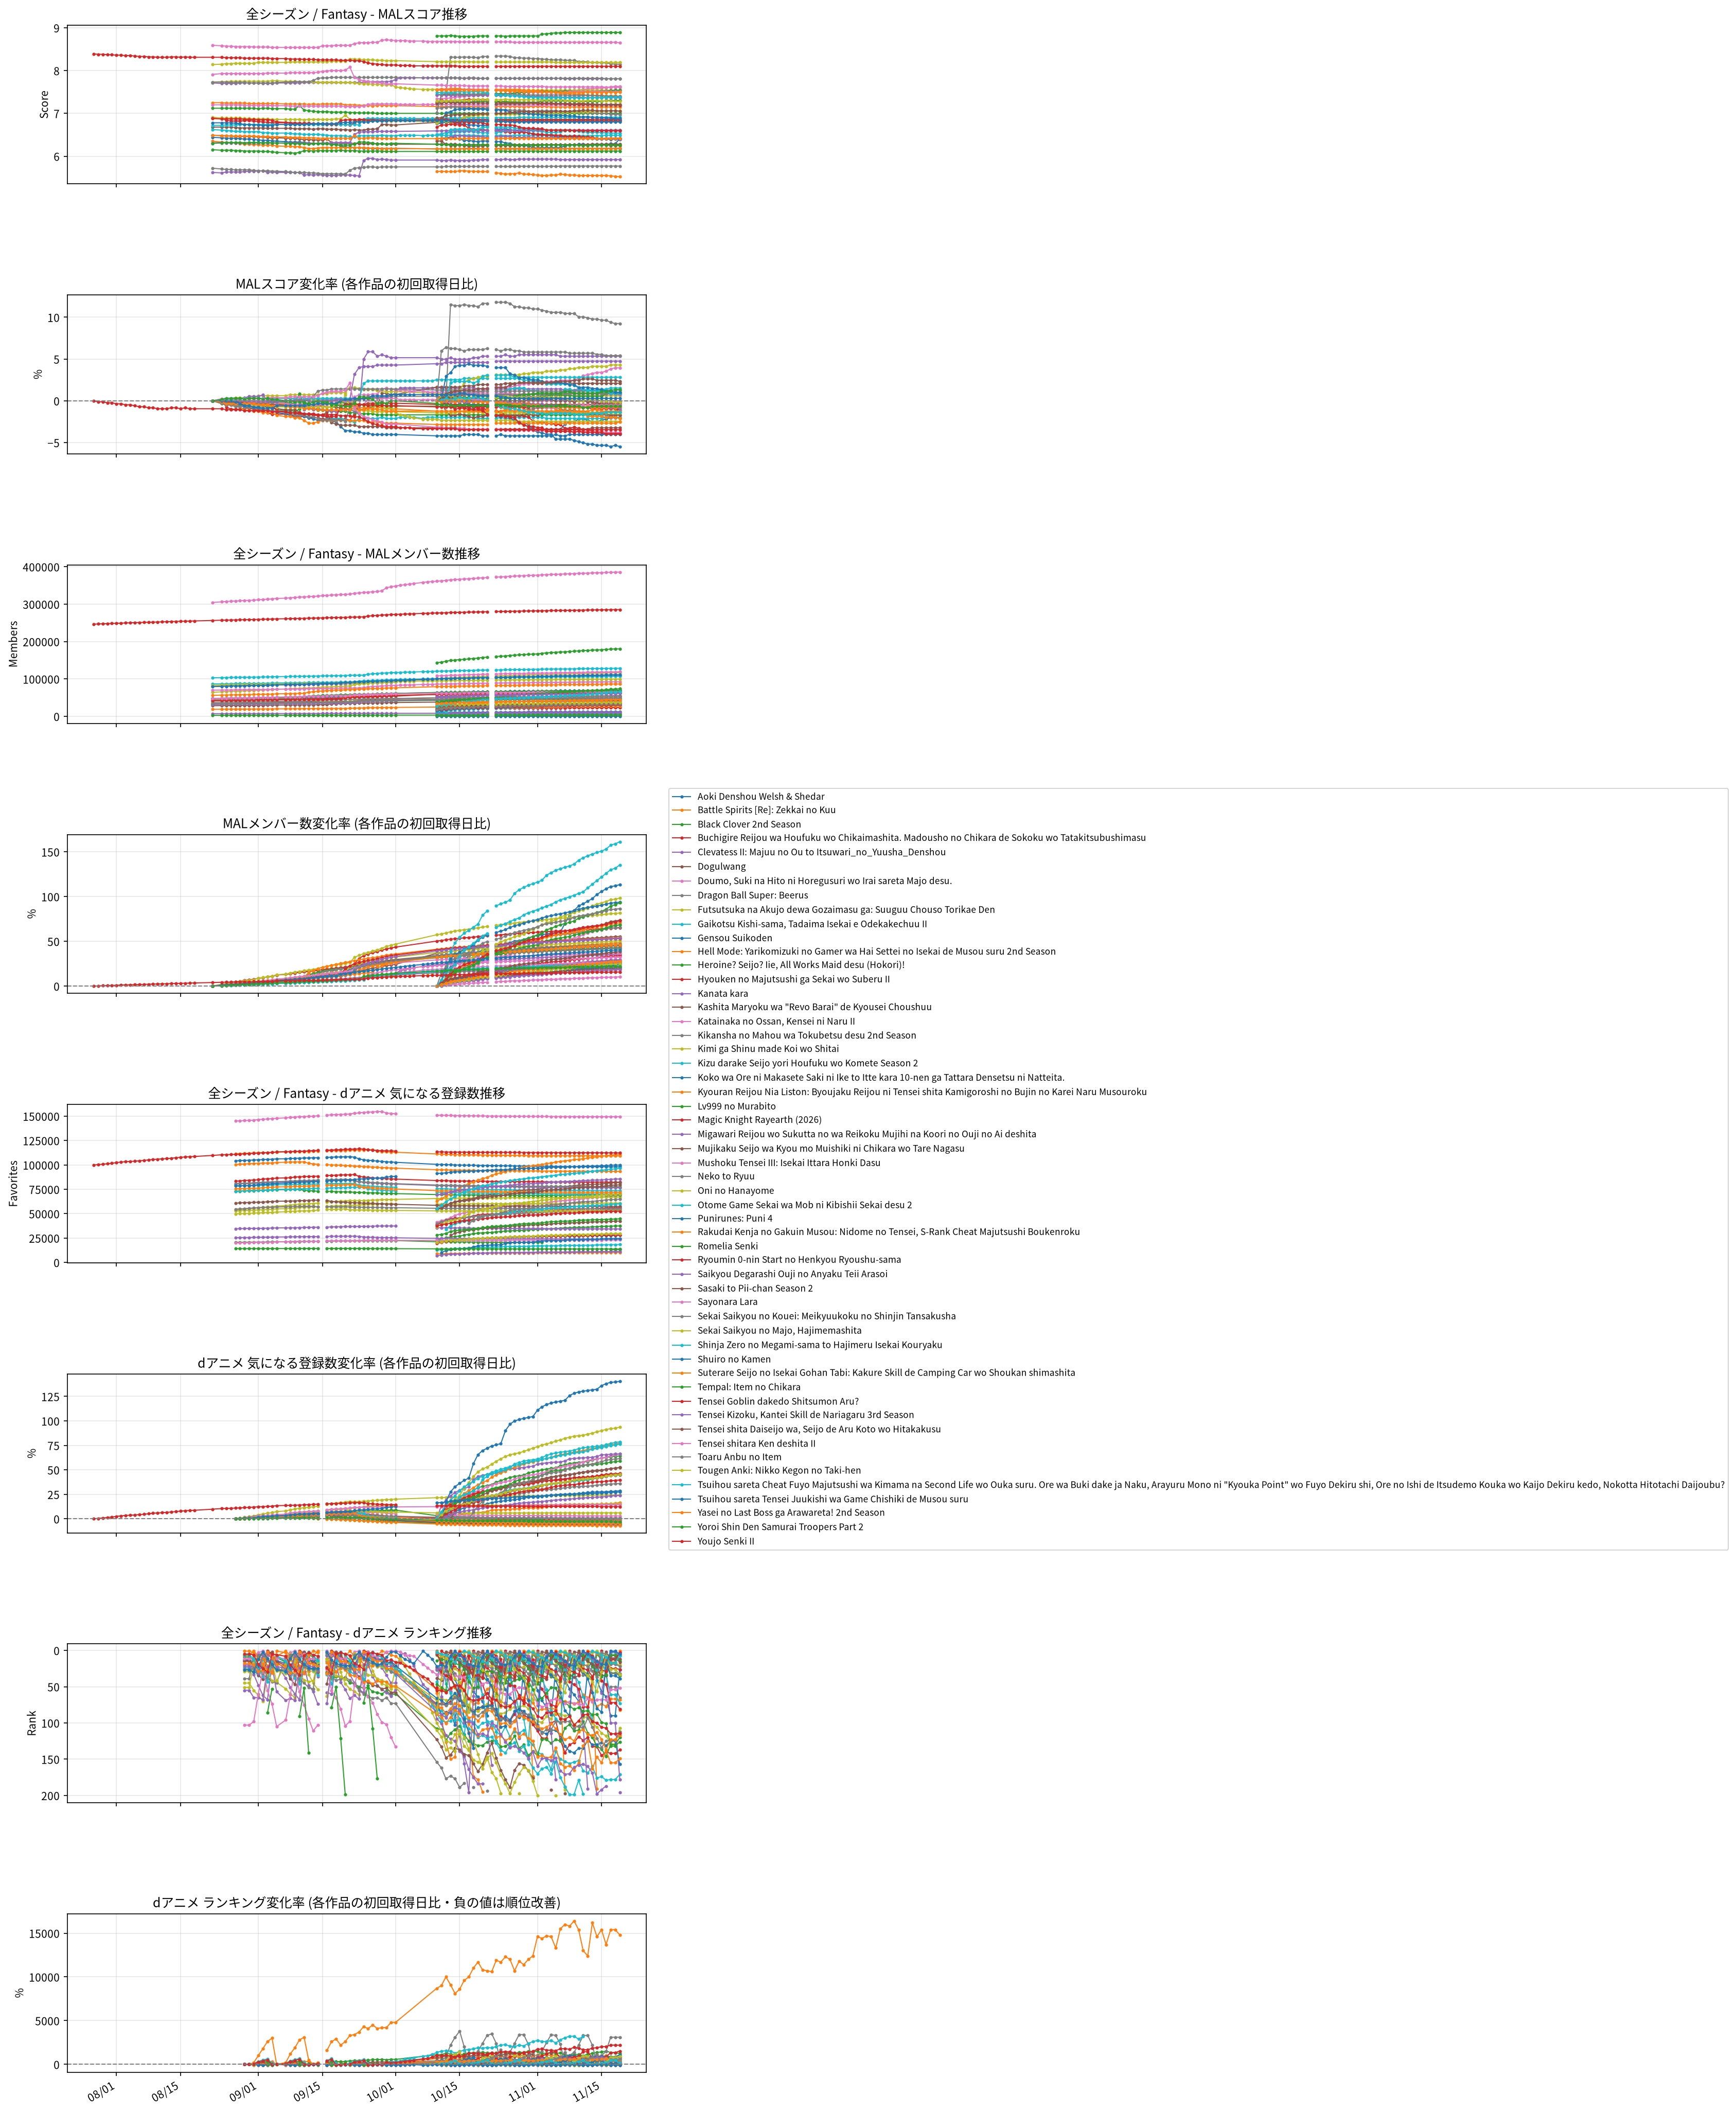 全シーズン / Fantasy - MALスコア推移
9
8
7
6
Score
MALスコア変化率 (各作品の初回取得日比)
10
5
0
−5
%
全シーズン / Fantasy - MALメンバー数推移
400000
300000
200000
100000
0
Members
MALメンバー数変化率 (各作品の初回取得日比)
150
100
50
0
%
全シーズン / Fantasy - dアニメ 気になる登録数推移
150000
125000
100000
75000
50000
25000
0
Favorites
dアニメ 気になる登録数変化率 (各作品の初回取得日比)
125
100
75
50
25
0
%
全シーズン / Fantasy - dアニメ ランキング推移
0
50
100
150
200
Rank
dアニメ ランキング変化率 (各作品の初回取得日比・負の値は順位改善)
15000
10000
5000
0
%
08/01
08/15
09/01
09/15
10/01
10/15
11/01
11/15
Aoki Denshou Welsh & Shedar
Battle Spirits [Re]: Zekkai no Kuu
Black Clover 2nd Season
Buchigire Reijou wa Houfuku wo Chikaimashita. Madousho no Chikara de Sokoku wo Tatakitsubushimasu
Clevatess II: Majuu no Ou to Itsuwari_no_Yuusha_Denshou
Dogulwang
Doumo, Suki na Hito ni Horegusuri wo Irai sareta Majo desu.
Dragon Ball Super: Beerus
Futsutsuka na Akujo dewa Gozaimasu ga: Suuguu Chouso Torikae Den
Gaikotsu Kishi-sama, Tadaima Isekai e Odekakechuu II
Gensou Suikoden
Hell Mode: Yarikomizuki no Gamer wa Hai Settei no Isekai de Musou suru 2nd Season
Heroine? Seijo? Iie, All Works Maid desu (Hokori)!
Hyouken no Majutsushi ga Sekai wo Suberu II
Kanata kara
Kashita Maryoku wa "Revo Barai" de Kyousei Choushuu
Katainaka no Ossan, Kensei ni Naru II
Kikansha no Mahou wa Tokubetsu desu 2nd Season
Kimi ga Shinu made Koi wo Shitai
Kizu darake Seijo yori Houfuku wo Komete Season 2
Koko wa Ore ni Makasete Saki ni Ike to Itte kara 10-nen ga Tattara Densetsu ni Natteita.
Kyouran Reijou Nia Liston: Byoujaku Reijou ni Tensei shita Kamigoroshi no Bujin no Karei Naru Musouroku
Lv999 no Murabito
Magic Knight Rayearth (2026)
Migawari Reijou wo Sukutta no wa Reikoku Mujihi na Koori no Ouji no Ai deshita
Mujikaku Seijo wa Kyou mo Muishiki ni Chikara wo Tare Nagasu
Mushoku Tensei III: Isekai Ittara Honki Dasu
Neko to Ryuu
Oni no Hanayome
Otome Game Sekai wa Mob ni Kibishii Sekai desu 2
Punirunes: Puni 4
Rakudai Kenja no Gakuin Musou: Nidome no Tensei, S-Rank Cheat Majutsushi Boukenroku
Romelia Senki
Ryoumin 0-nin Start no Henkyou Ryoushu-sama
Saikyou Degarashi Ouji no Anyaku Teii Arasoi
Sasaki to Pii-chan Season 2
Sayonara Lara
Sekai Saikyou no Kouei: Meikyuukoku no Shinjin Tansakusha
Sekai Saikyou no Majo, Hajimemashita
Shinja Zero no Megami-sama to Hajimeru Isekai Kouryaku
Shuiro no Kamen
Suterare Seijo no Isekai Gohan Tabi: Kakure Skill de Camping Car wo Shoukan shimashita
Tempal: Item no Chikara
Tensei Goblin dakedo Shitsumon Aru?
Tensei Kizoku, Kantei Skill de Nariagaru 3rd Season
Tensei shita Daiseijo wa, Seijo de Aru Koto wo Hitakakusu
Tensei shitara Ken deshita II
Toaru Anbu no Item
Tougen Anki: Nikko Kegon no Taki-hen
Tsuihou sareta Cheat Fuyo Majutsushi wa Kimama na Second Life wo Ouka suru. Ore wa Buki dake ja Naku, Arayuru Mono ni "Kyouka Point" wo Fuyo Dekiru shi, Ore no Ishi de Itsudemo Kouka wo Kaijo Dekiru kedo, Nokotta Hitotachi Daijoubu?
Tsuihou sareta Tensei Juukishi wa Game Chishiki de Musou suru
Yasei no Last Boss ga Arawareta! 2nd Season
Yoroi Shin Den Samurai Troopers Part 2
Youjo Senki II